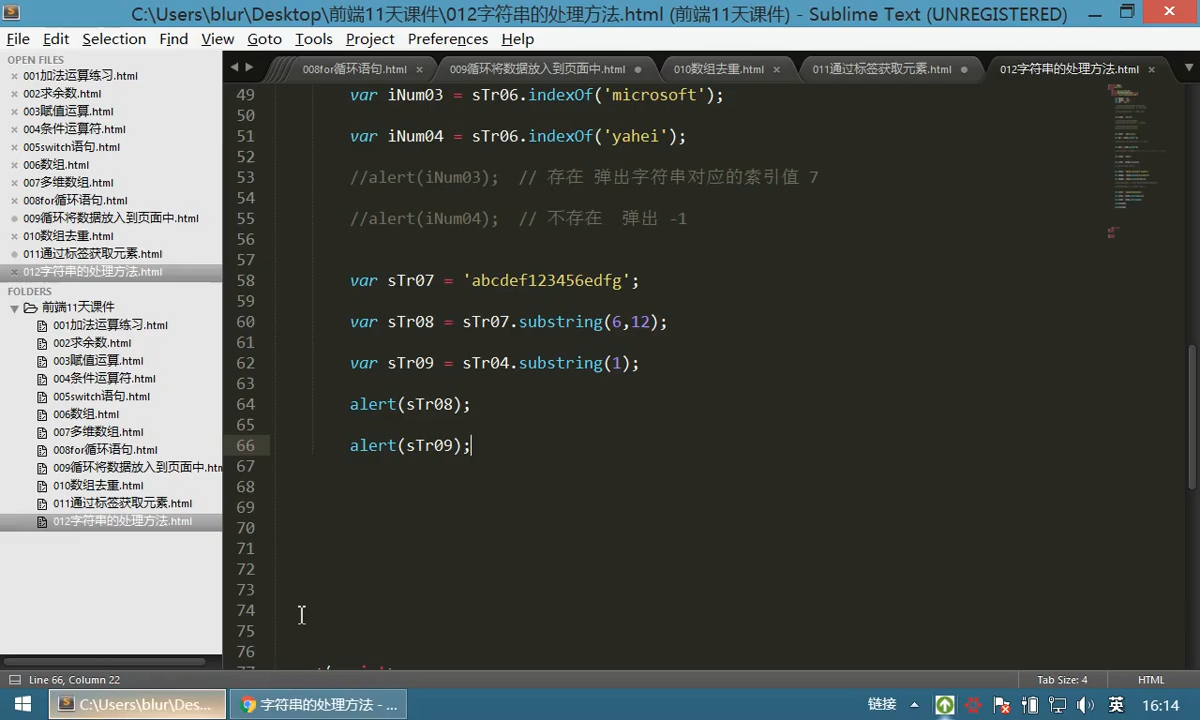 C:\Users\blur\Desktop\前端11天课件\012字符串的处理方法.html (前端11天课件) - Sublime Text (UNREGISTERED)
File Edit Selection Find View Goto Tools Project Preferences Help
OPEN FILES
001加法运算练习.html
002求余数.html
003赋值运算.html
004条件运算符.html
005switch语句.html
006数组.html
007多维数组.html
008for循环语句.html
009循环将数据放入到页面中.html
010数组去重.html
011通过标签获取元素.html
012字符串的处理方法.html
FOLDERS
前端11天课件
001加法运算练习.html
002求余数.html
003赋值运算.html
004条件运算符.html
005switch语句.html
006数组.html
007多维数组.html
008for循环语句.html
009循环将数据放入到页面中.htm
010数组去重.html
011通过标签获取元素.html
012字符串的处理方法.html
008for循环语句.html 009循环将数据放入到页面中.html 010数组去重.html 011通过标签获取元素.html 012字符串的处理方法.html
49 var iNum03 = sTr06.indexOf('microsoft');
50
51 var iNum04 = sTr06.indexOf('yahei');
52
53 //alert(iNum03); // 存在 弹出字符串对应的索引值 7
54
55 //alert(iNum04); // 不存在 弹出 -1
56
57
58 var sTr07 = 'abcdef123456edfg';
59
60 var sTr08 = sTr07.substring(6,12);
61
62 var sTr09 = sTr04.substring(1);
63
64 alert(sTr08);
65
66 alert(sTr09);
67
68
69
70
71
72
73
74
75
76
Line 66, Column 22 Tab Size: 4 HTML
C:\Users\blur\Des... 字符串的处理方法 - ... 链接 英 16:14